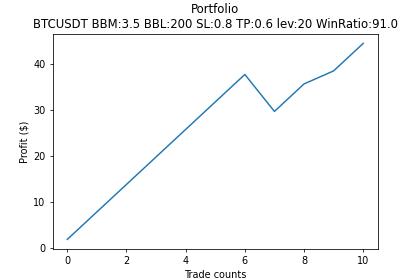 Portfolio
BTCUSDT BBM:3.5 BBL:200 SL:0.8 TP:0.6 lev:20 WinRatio:91.0
40
30
20
10
0
Profit ($)
0 2 4 6 8 10
Trade counts